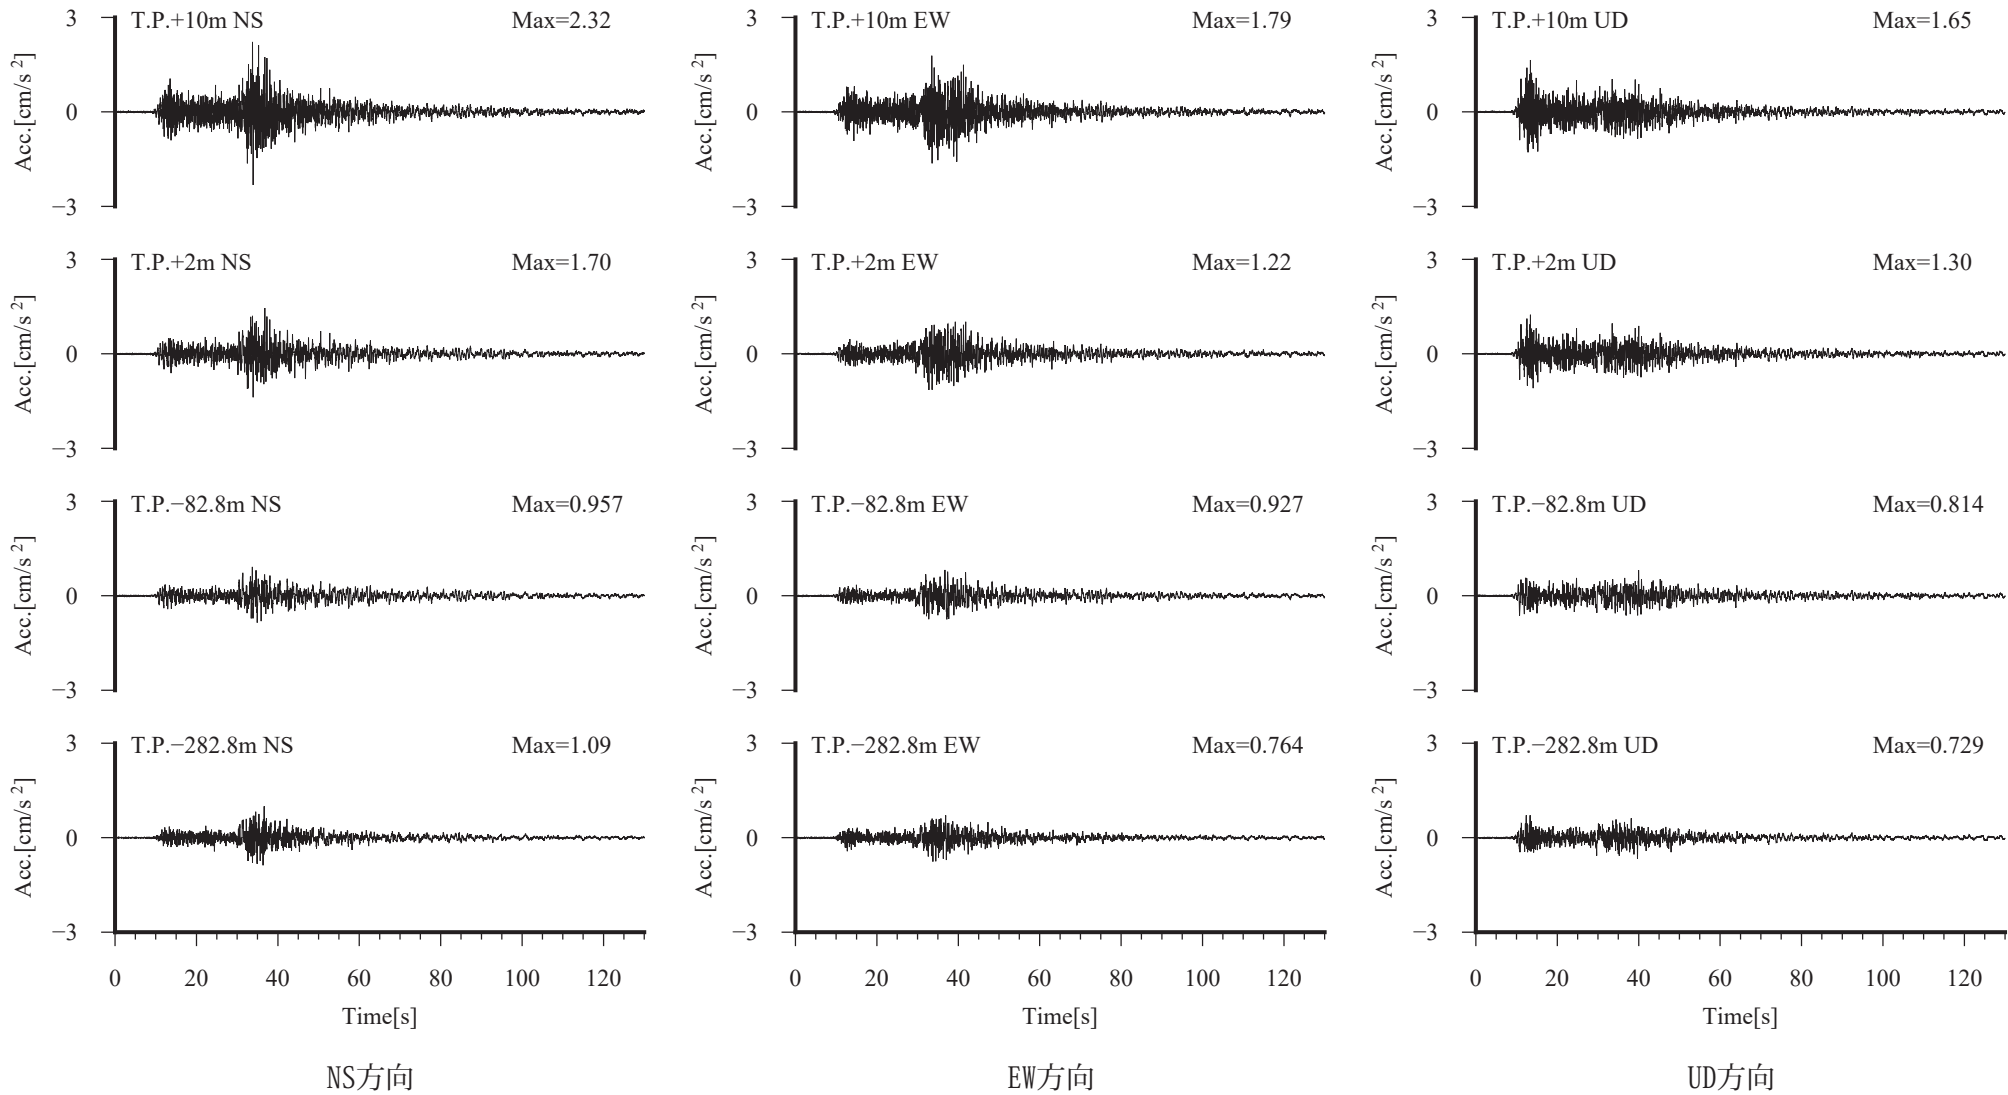 T.P.+10m NS Max=2.32
3
0
−3
Acc.[cm/s ²]
T.P.+10m EW Max=1.79
3
0
−3
Acc.[cm/s ²]
T.P.+10m UD Max=1.65
3
0
−3
Acc.[cm/s ²]
T.P.+2m NS Max=1.70
3
0
−3
Acc.[cm/s ²]
T.P.+2m EW Max=1.22
3
0
−3
Acc.[cm/s ²]
T.P.+2m UD Max=1.30
3
0
−3
Acc.[cm/s ²]
T.P.−82.8m NS Max=0.957
3
0
−3
Acc.[cm/s ²]
T.P.−82.8m EW Max=0.927
3
0
−3
Acc.[cm/s ²]
T.P.−82.8m UD Max=0.814
3
0
−3
Acc.[cm/s ²]
T.P.−282.8m NS Max=1.09
3
0
−3
Acc.[cm/s ²]
T.P.−282.8m EW Max=0.764
3
0
−3
Acc.[cm/s ²]
T.P.−282.8m UD Max=0.729
3
0
−3
Acc.[cm/s ²]
0 20 40 60 80 100 120
Time[s]
NS方向
0 20 40 60 80 100 120
Time[s]
EW方向
0 20 40 60 80 100 120
Time[s]
UD方向